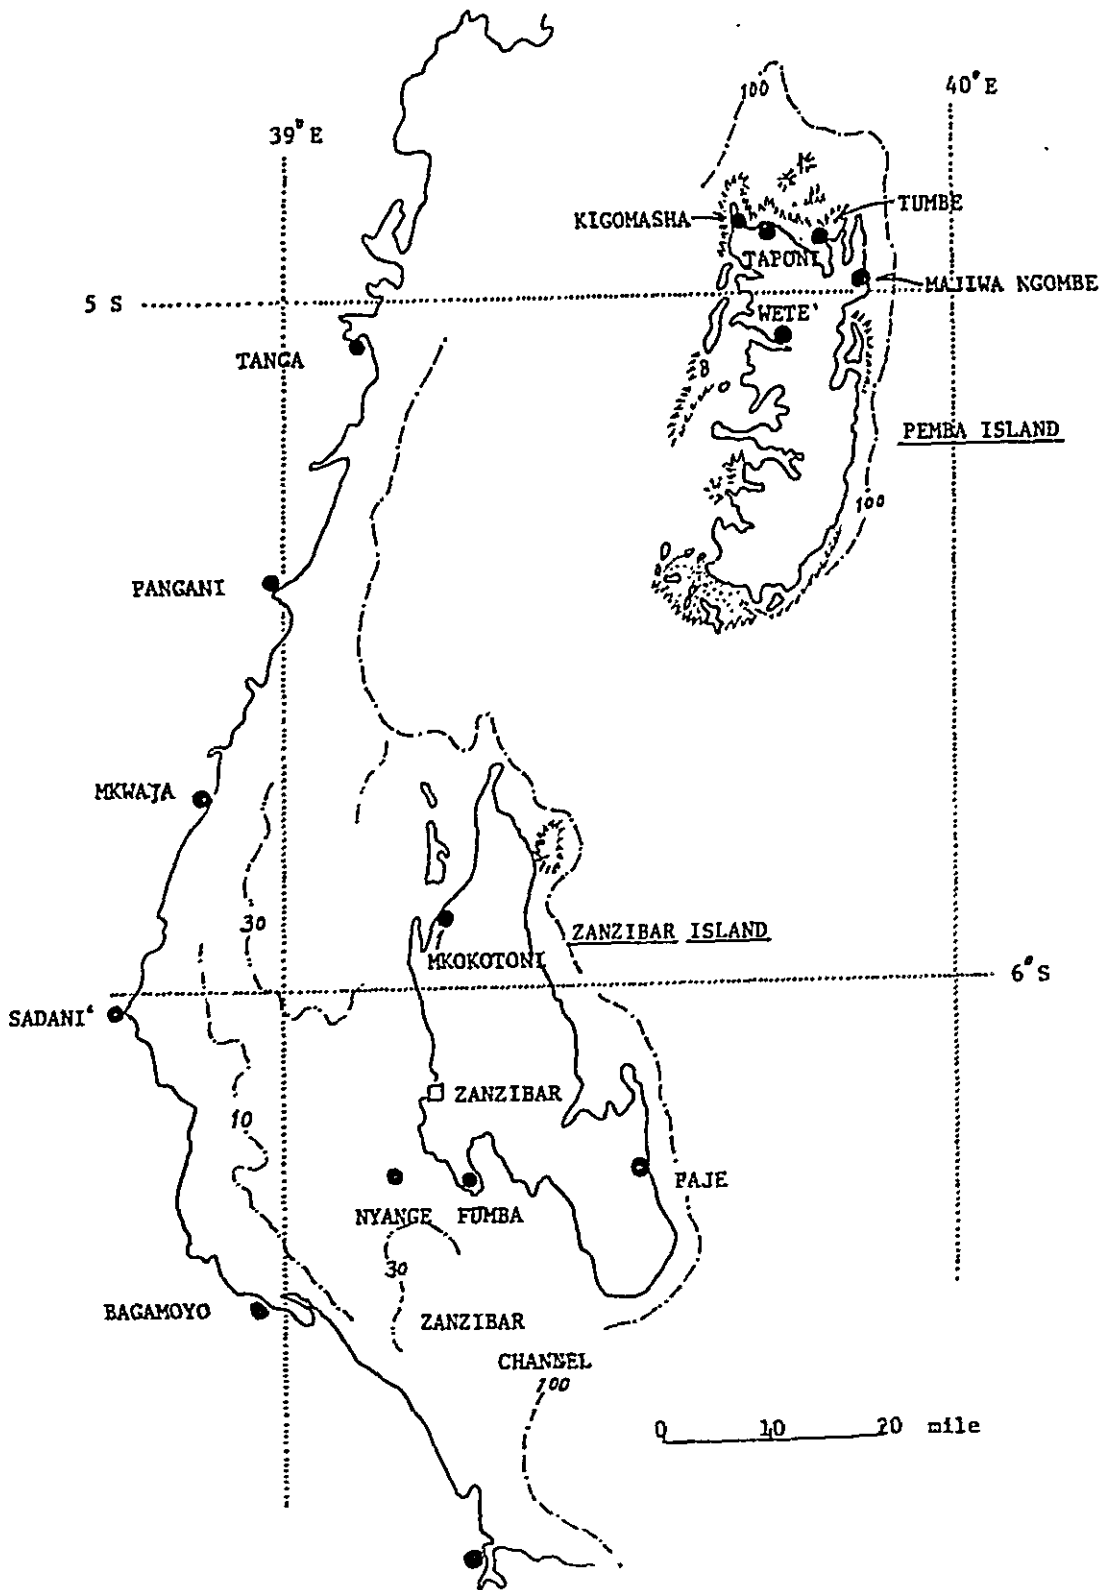 40° E
100
39° E
TUMBE
KIGOMASHA
TAPONI
MAJIWA NGOMBE
5 S
WETE'
TANGA
8
PEMBA ISLAND
100
PANGANI
MKWAJA
30
ZANZIBAR ISLAND
MKOKOTONI
6° S
SADANI'
ZANZIBAR
10
PAJE
NYANGE FUMBA
30
BAGAMOYO
ZANZIBAR
CHANNEL
100
0 10 20 mile